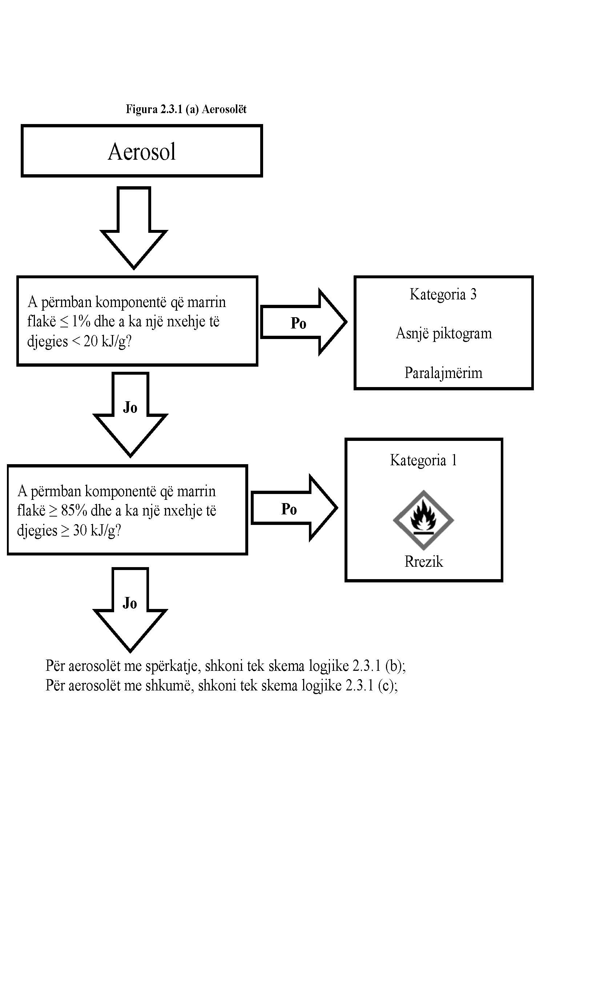 Figura 2.3.1 (a) Aerosolët
Aerosol
A përmban komponentë që marrin
flakë ≤ 1% dhe a ka një nxehje të
djegies < 20 kJ/g?
Po
Kategoria 3
Asnjë piktogram
Paralajmërim
Jo
A përmban komponentë që marrin
flakë ≥ 85% dhe a ka një nxehje të
djegies ≥ 30 kJ/g?
Po
Kategoria 1
Rrezik
Jo
Për aerosolët me spërkatje, shkoni tek skema logjike 2.3.1 (b);
Për aerosolët me shkumë, shkoni tek skema logjike 2.3.1 (c);